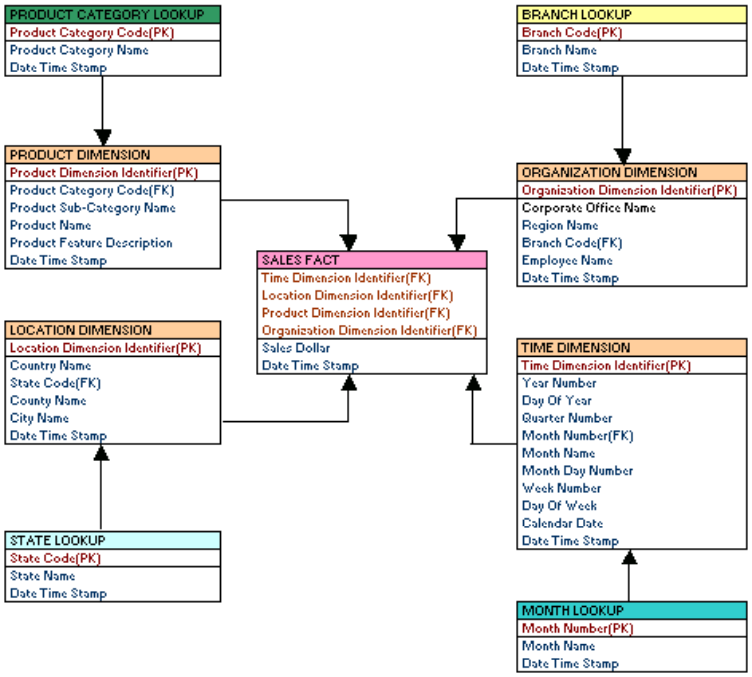 PRODUCT CATEGORY LOOKUP
Product Category Code(PK)
Product Category Name
Date Time Stamp
BRANCH LOOKUP
Branch Code(PK)
Branch Name
Date Time Stamp
PRODUCT DIMENSION
Product Dimension Identifier(PK)
Product Category Code(FK)
Product Sub-Category Name
Product Name
Product Feature Description
Date Time Stamp
ORGANIZATION DIMENSION
Organization Dimension Identifier(PK)
Corporate Office Name
Region Name
Branch Code(FK)
Employee Name
Date Time Stamp
SALES FACT
Time Dimension Identifier(FK)
Location Dimension Identifier(FK)
Product Dimension Identifier(FK)
Organization Dimension Identifier(FK)
Sales Dollar
Date Time Stamp
LOCATION DIMENSION
Location Dimension Identifier(PK)
Country Name
State Code(FK)
County Name
City Name
Date Time Stamp
TIME DIMENSION
Time Dimension Identifier(PK)
Year Number
Day Of Year
Quarter Number
Month Number(FK)
Month Name
Month Day Number
Week Number
Day Of Week
Calendar Date
Date Time Stamp
STATE LOOKUP
State Code(PK)
State Name
Date Time Stamp
MONTH LOOKUP
Month Number(PK)
Month Name
Date Time Stamp